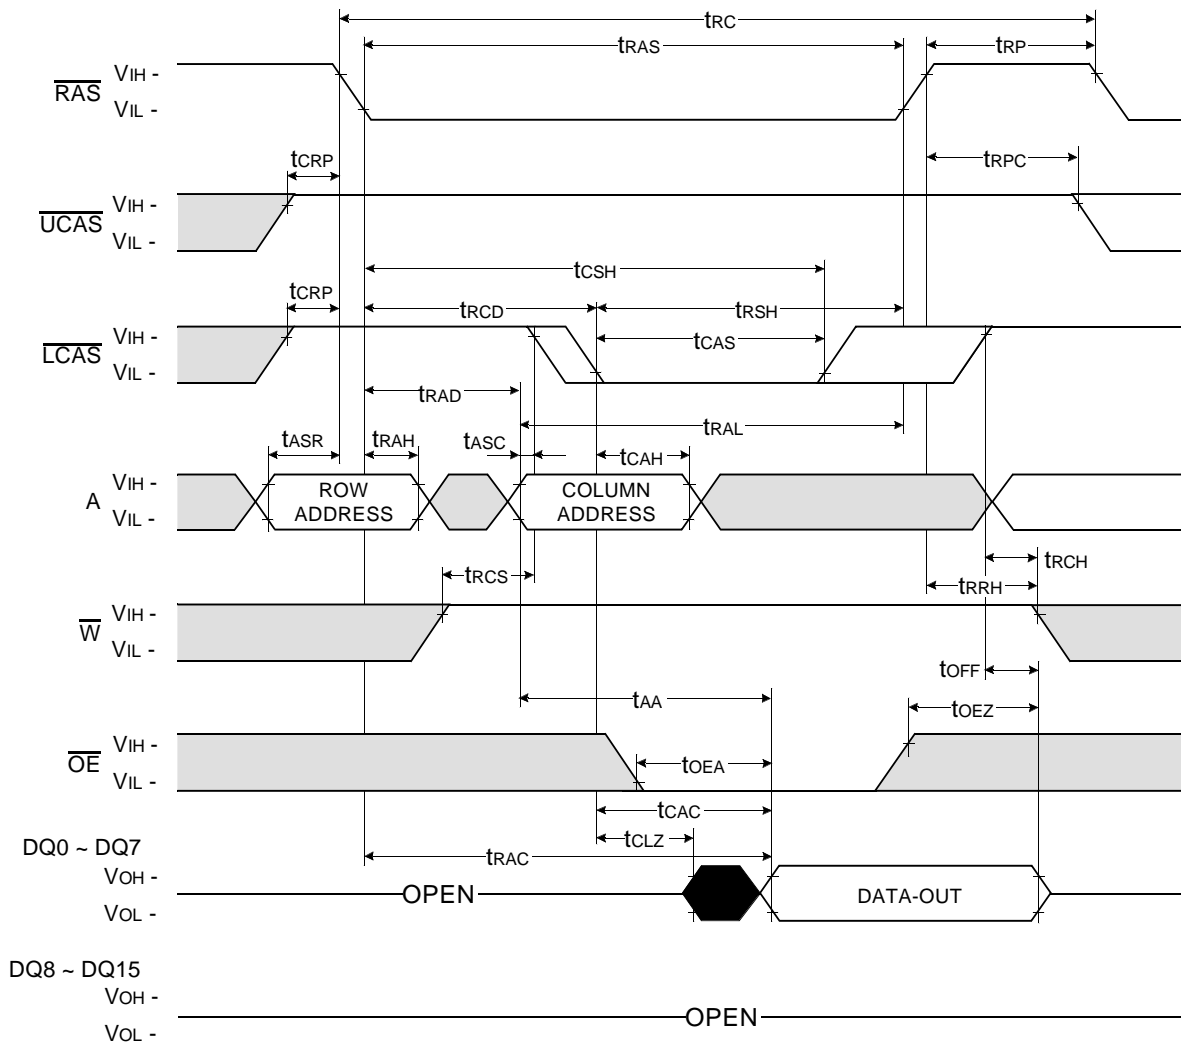 tRC
tRAS
tRP
RAS
VIH -
VIL -
tCRP
tRPC
UCAS
VIH -
VIL -
tCSH
tCRP
tRCD
tRSH
LCAS
VIH -
VIL -
tCAS
tRAD
tRAL
tASR
tRAH
tASC
tCAH
A
VIH -
VIL -
ROW
ADDRESS
COLUMN
ADDRESS
tRCS
tRCH
tRRH
W
VIH -
VIL -
tOFF
tAA
tOEZ
OE
VIH -
VIL -
tOEA
tCAC
tCLZ
tRAC
DQ0 ~ DQ7
VOH -
VOL -
OPEN
DATA-OUT
DQ8 ~ DQ15
VOH -
VOL -
OPEN